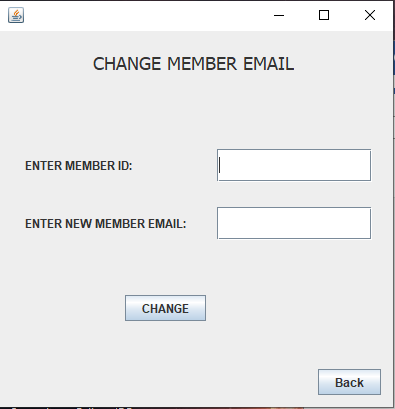 CHANGE MEMBER EMAIL
ENTER MEMBER ID:
ENTER NEW MEMBER EMAIL:
CHANGE
Back